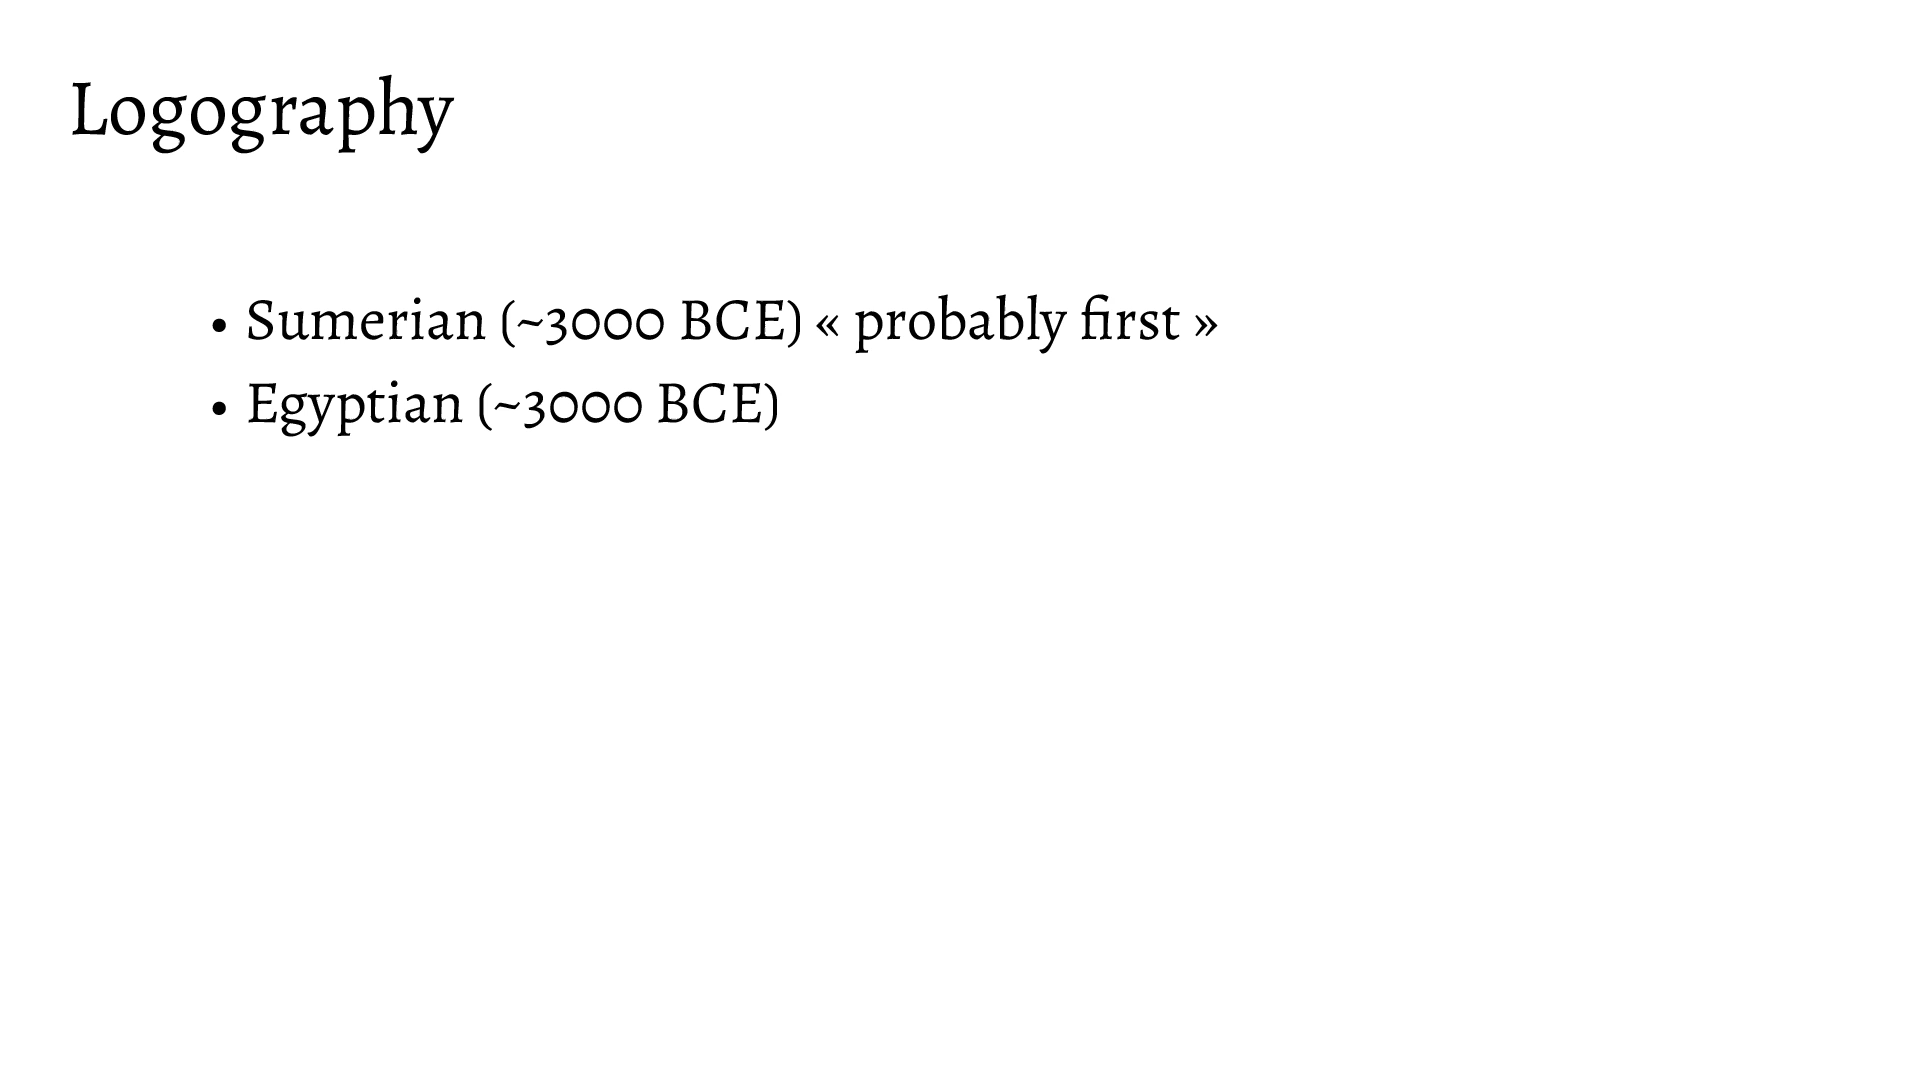 Logography
• Sumerian (~3000 BCE) « probably first »
• Egyptian (~3000 BCE)